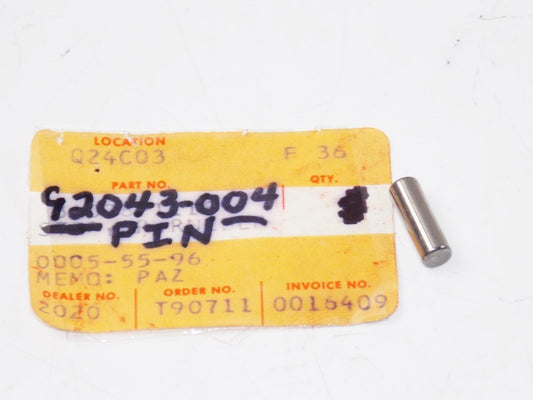 LOCATION
Q24C03 F 36
PART NO. QTY.
92043-004
PIN
0005-55-96
MEMO: PAZ
DEALER NO. ORDER NO. INVOICE NO.
2020 T90711 0016409